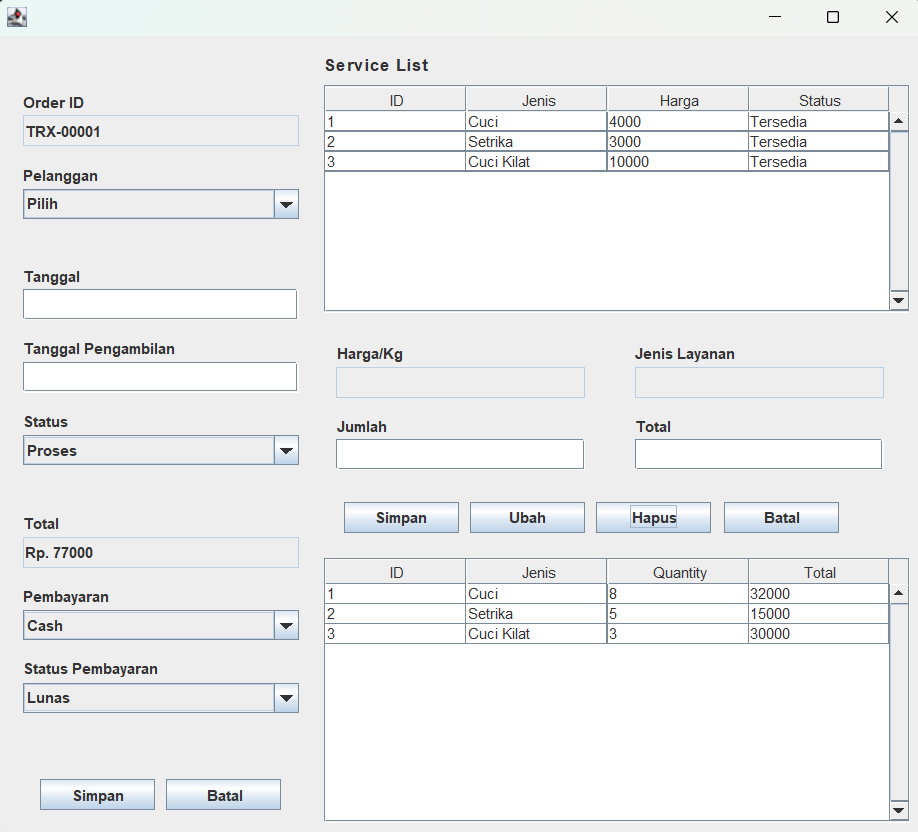 Service List
Order ID
TRX-00001
Pelanggan
Pilih
Tanggal
Tanggal Pengambilan
Status
Proses
Total
Rp. 77000
Pembayaran
Cash
Status Pembayaran
Lunas
Simpan Batal
ID Jenis Harga Status
1 Cuci 4000 Tersedia
2 Setrika 3000 Tersedia
3 Cuci Kilat 10000 Tersedia
Harga/Kg Jenis Layanan
Jumlah Total
Simpan Ubah Hapus Batal
ID Jenis Quantity Total
1 Cuci 8 32000
2 Setrika 5 15000
3 Cuci Kilat 3 30000